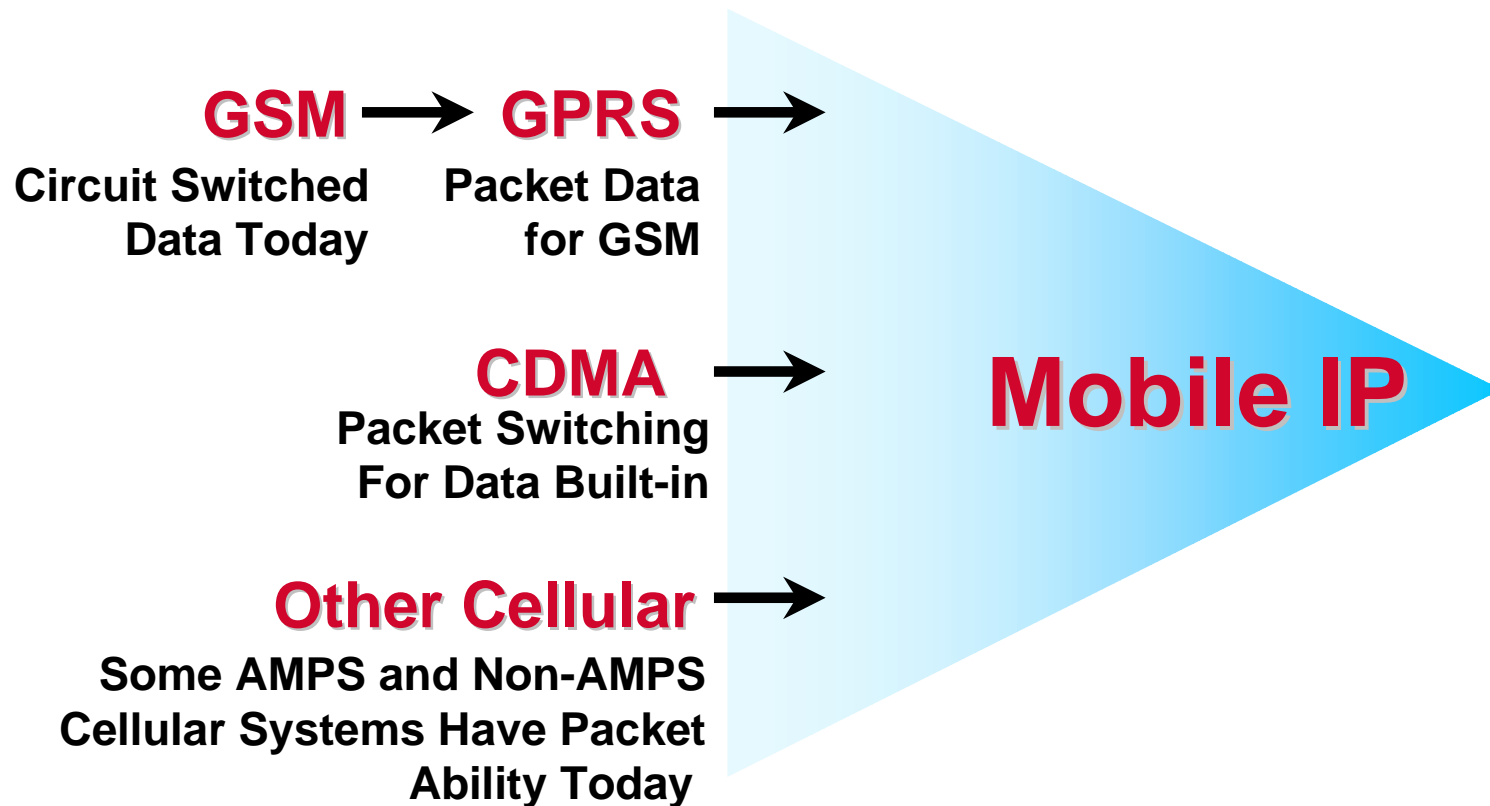 GSM
GPRS
Circuit Switched
Data Today
Packet Data
for GSM
CDMA
Packet Switching
For Data Built-in
Other Cellular
Some AMPS and Non-AMPS
Cellular Systems Have Packet
Ability Today
Mobile IP